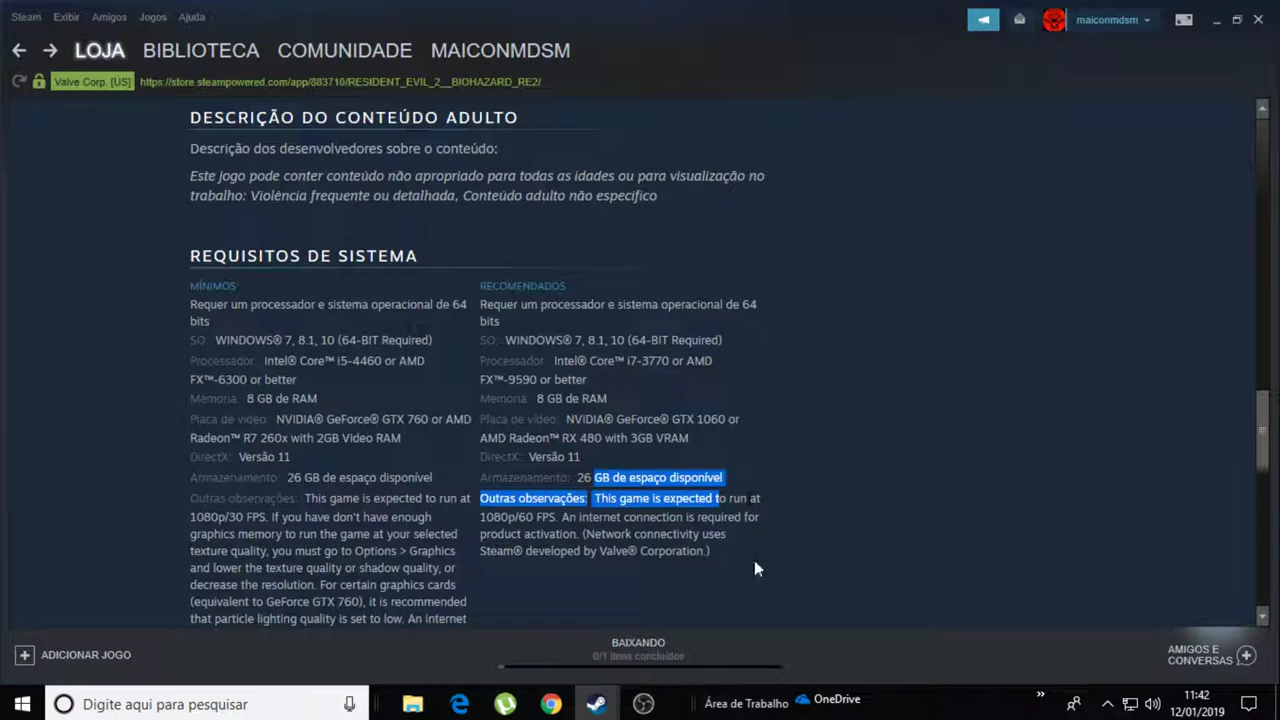 Steam Exibir Amigos Jogos Ajuda
maiconmdsm
LOJA BIBLIOTECA COMUNIDADE MAICONMDSM
Valve Corp. [US] https://store.steampowered.com/app/883710/RESIDENT_EVIL_2__BIOHAZARD_RE2/
DESCRIÇÃO DO CONTEÚDO ADULTO
Descrição dos desenvolvedores sobre o conteúdo:
Este jogo pode conter conteúdo não apropriado para todas as idades ou para visualização no
trabalho: Violência frequente ou detalhada, Conteúdo adulto não específico
REQUISITOS DE SISTEMA
MÍNIMOS:
Requer um processador e sistema operacional de 64
bits
SO: WINDOWS® 7, 8.1, 10 (64-BIT Required)
Processador: Intel® Core™ i5-4460 or AMD
FX™-6300 or better
Memória: 8 GB de RAM
Placa de vídeo: NVIDIA® GeForce® GTX 760 or AMD
Radeon™ R7 260x with 2GB Video RAM
DirectX: Versão 11
Armazenamento: 26 GB de espaço disponível
Outras observações: This game is expected to run at
1080p/30 FPS. If you have don't have enough
graphics memory to run the game at your selected
texture quality, you must go to Options > Graphics
and lower the texture quality or shadow quality, or
decrease the resolution. For certain graphics cards
(equivalent to GeForce GTX 760), it is recommended
that particle lighting quality is set to low. An internet
RECOMENDADOS:
Requer um processador e sistema operacional de 64
bits
SO: WINDOWS® 7, 8.1, 10 (64-BIT Required)
Processador: Intel® Core™ i7-3770 or AMD
FX™-9590 or better
Memória: 8 GB de RAM
Placa de vídeo: NVIDIA® GeForce® GTX 1060 or
AMD Radeon™ RX 480 with 3GB VRAM
DirectX: Versão 11
Armazenamento: 26 GB de espaço disponível
Outras observações: This game is expected to run at
1080p/60 FPS. An internet connection is required for
product activation. (Network connectivity uses
Steam® developed by Valve® Corporation.)
ADICIONAR JOGO
BAIXANDO
0/1 itens concluídos
AMIGOS E
CONVERSAS
Digite aqui para pesquisar
Área de Trabalho
OneDrive
11:42
12/01/2019